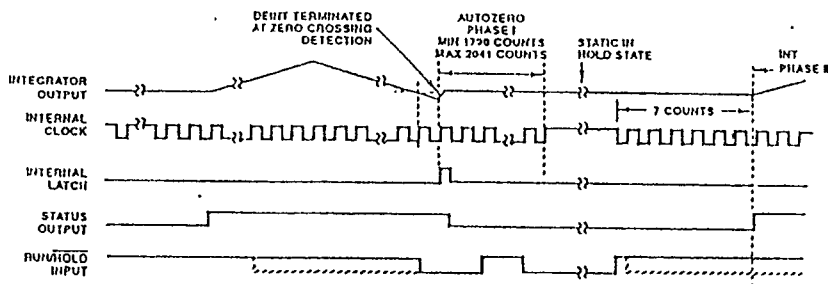 DEINT TERMINATED
AT ZERO CROSSING
DETECTION
AUTOZERO
PHASE I
MIN 1790 COUNTS
MAX 2041 COUNTS
STATIC IN
HOLD STATE
INT
PHASE II
INTEGRATOR
OUTPUT
INTERNAL
CLOCK
7 COUNTS
INTERNAL
LATCH
STATUS
OUTPUT
RUN/HOLD
INPUT